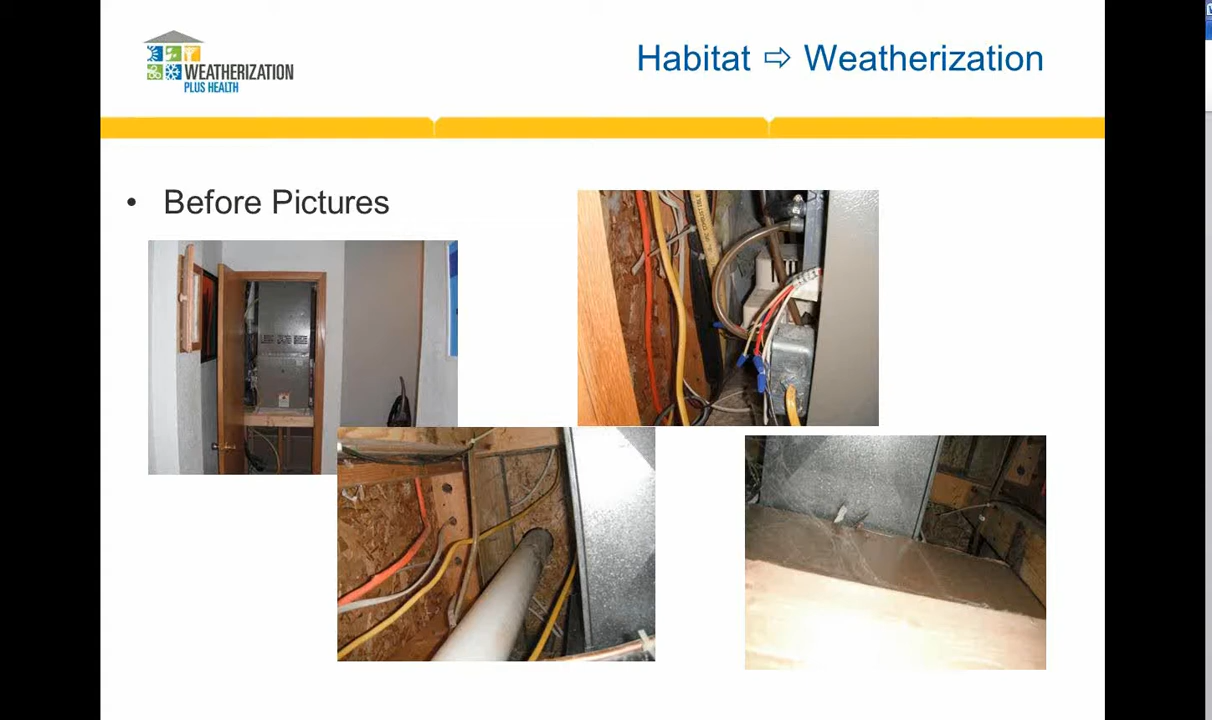 WEATHERIZATION
PLUS HEALTH
Habitat ⇨ Weatherization
• Before Pictures